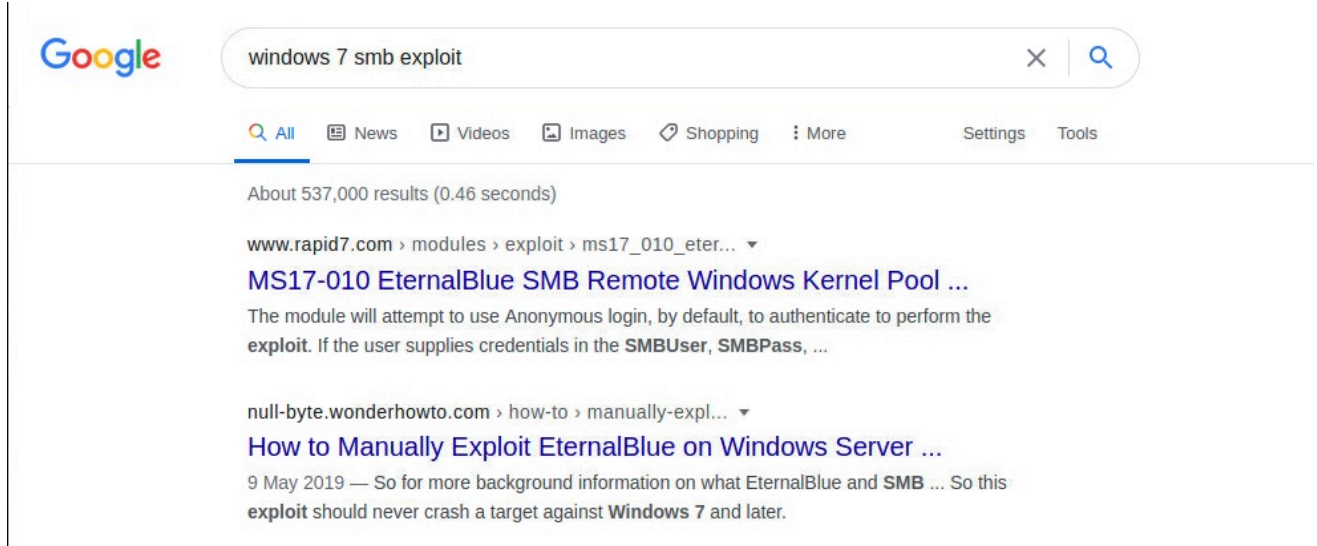 Google
windows 7 smb exploit
All News Videos Images Shopping More Settings Tools
About 537,000 results (0.46 seconds)
www.rapid7.com › modules › exploit › ms17_010_eter...
MS17-010 EternalBlue SMB Remote Windows Kernel Pool ...
The module will attempt to use Anonymous login, by default, to authenticate to perform the
exploit. If the user supplies credentials in the SMBUser, SMBPass, ...
null-byte.wonderhowto.com › how-to › manually-expl...
How to Manually Exploit EternalBlue on Windows Server ...
9 May 2019 — So for more background information on what EternalBlue and SMB ... So this
exploit should never crash a target against Windows 7 and later.